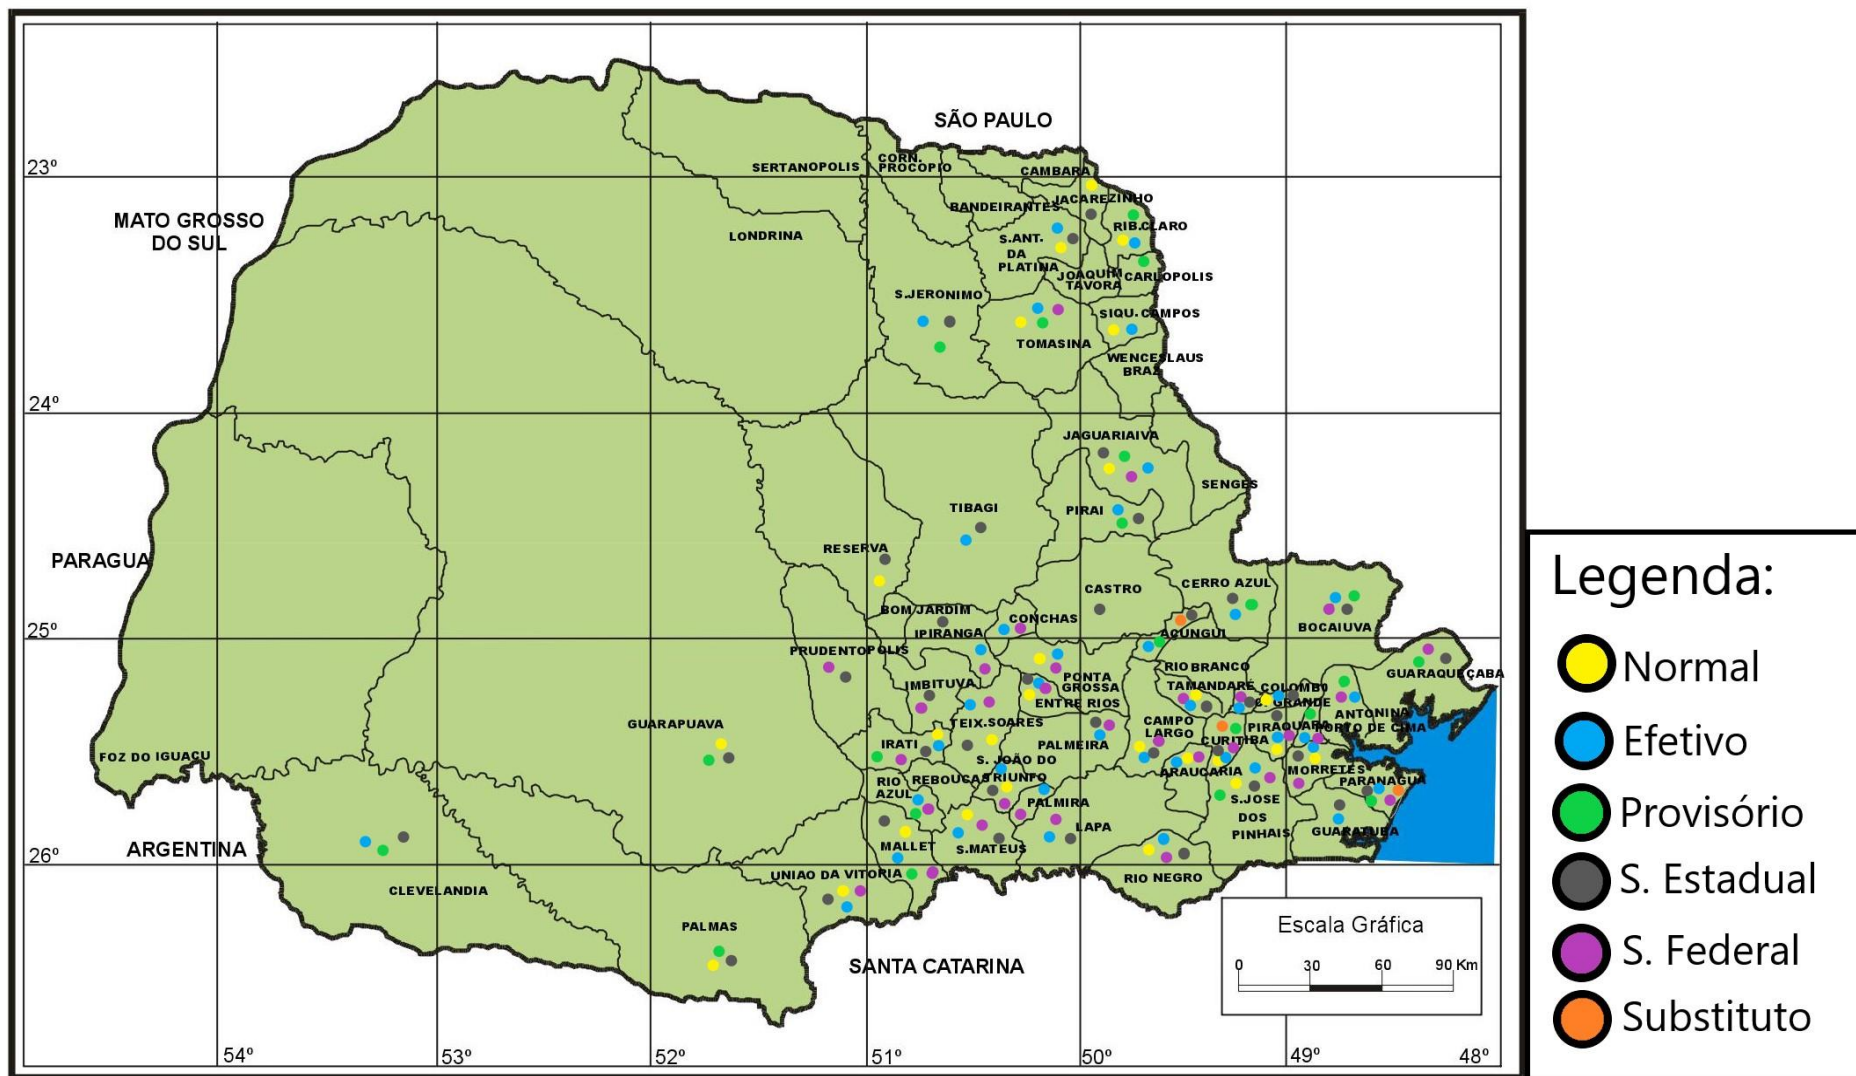 SÃO PAULO
23º
SERTANOPOLIS
CORN.
PROCOPIO
CAMBARA
JACAREZINHO
BANDEIRANTES
MATO GROSSO
DO SUL
LONDRINA
RIB.CLARO
S.ANT.
DA
PLATINA
JOAQUIM
TAVORA
CARLOPOLIS
S.JERONIMO
SIQU.CAMPOS
TOMASINA
WENCESLAUS
BRAZ
24º
JAGUARIAIVA
SENGES
TIBAGI
PIRAI
RESERVA
PARAGUA
CASTRO
CERRO AZUL
BOM JARDIM
CONCHAS
IPIRANGA
AÇUNGUI
BOCAIUVA
25º
PRUDENTOPOLIS
RIO BRANCO
PONTA
GROSSA
GUARAQUEÇABA
IMBITUVA
TAMANDARÉ
COLOMBO
ENTRE RIOS
C. GRANDE
ANTONINA
GUARAPUAVA
TEIX.SOARES
CAMPO
LARGO
PIRAQUARA
PORTO DE CIMA
IRATI
PALMEIRA
CURITIBA
FOZ DO IGUAÇU
S. JOÃO DO
TRIUNFO
ARAUCARIA
MORRETES
RIO
AZUL
REBOUÇAS
PARANAGUA
PALMIRA
S.JOSE
DOS
PINHAIS
LAPA
GUARATUBA
ARGENTINA
MALLET
S.MATEUS
26º
UNIAO DA VITORIA
RIO NEGRO
CLEVELANDIA
PALMAS
SANTA CATARINA
Escala Gráfica
0 30 60 90 Km
54º 53º 52º 51º 50º 49º 48º
Legenda:
Normal
Efetivo
Provisório
S. Estadual
S. Federal
Substituto